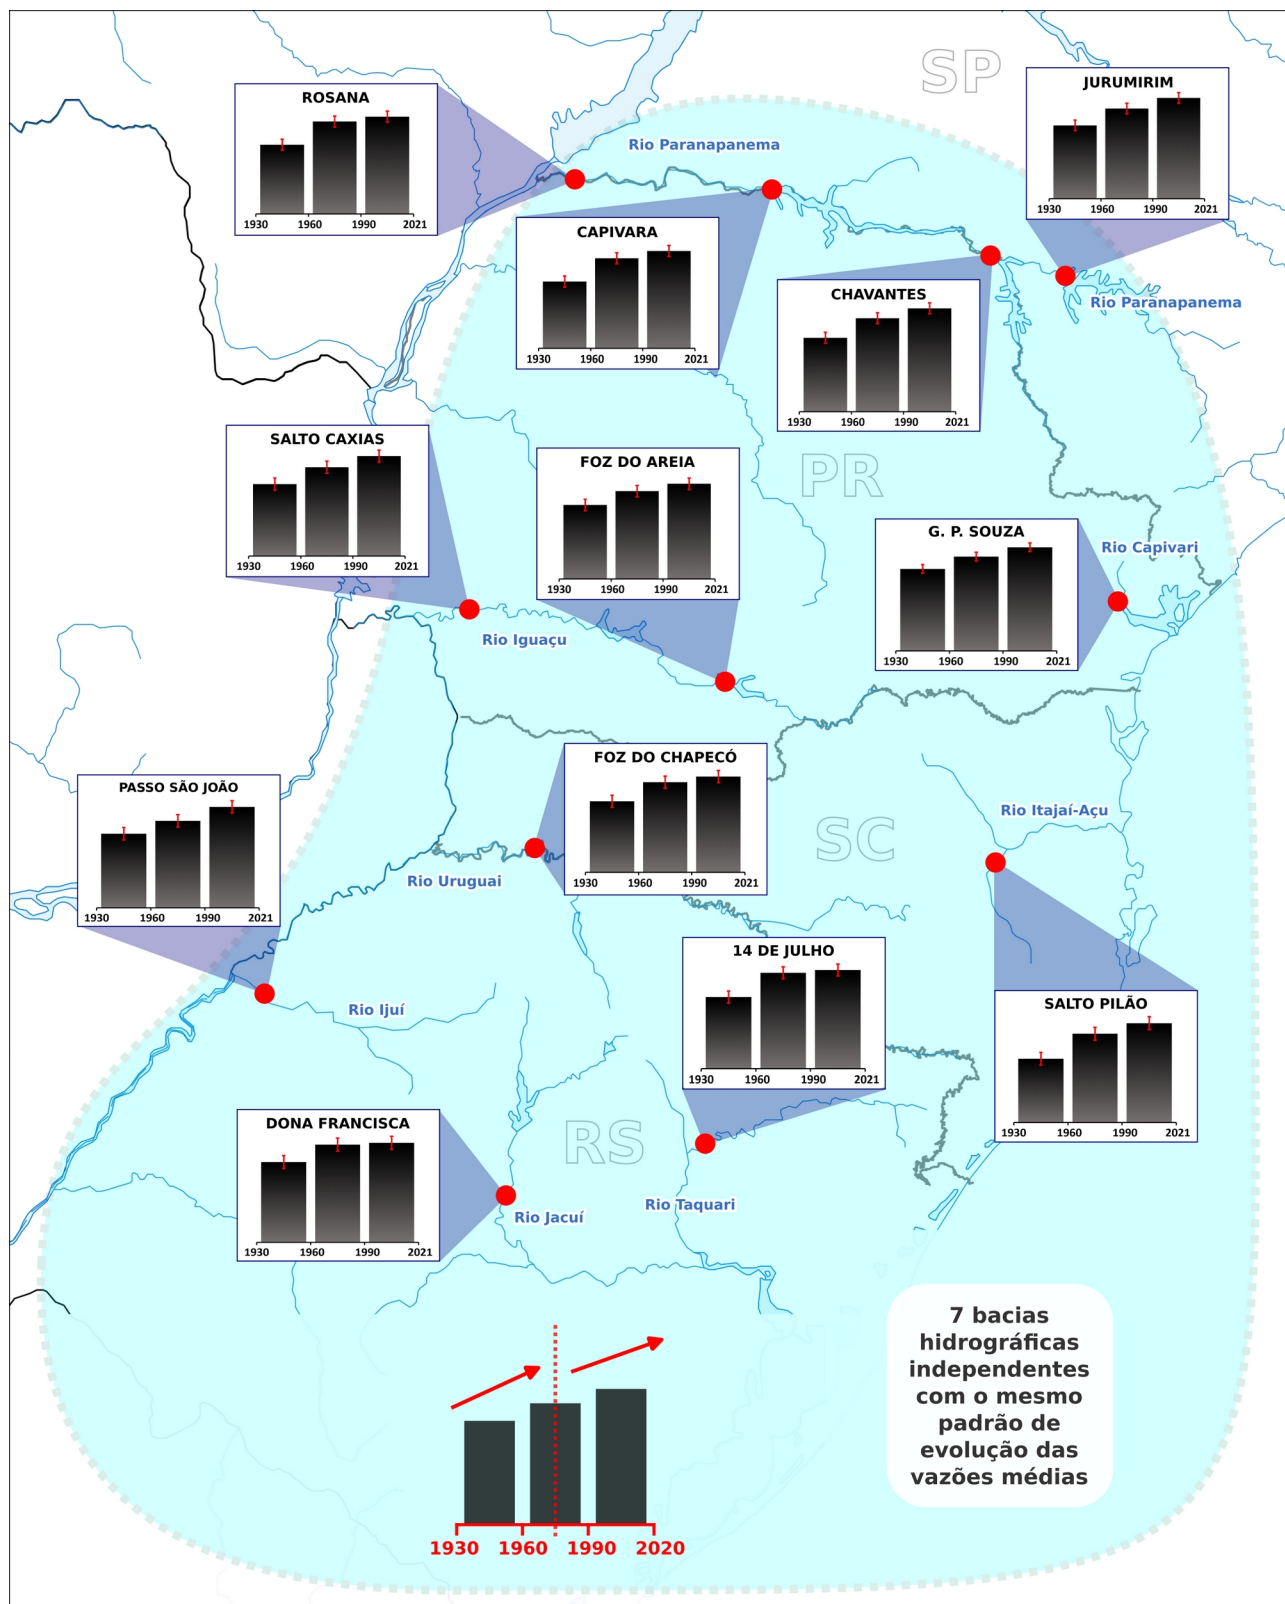 SP
JURUMIRIM
1930 1960 1990 2021
ROSANA
1930 1960 1990 2021
Rio Paranapanema
CAPIVARA
1930 1960 1990 2021
CHAVANTES
1930 1960 1990 2021
Rio Paranapanema
SALTO CAXIAS
1930 1960 1990 2021
FOZ DO AREIA
1930 1960 1990 2021
PR
G. P. SOUZA
1930 1960 1990 2021
Rio Capivari
Rio Iguaçu
FOZ DO CHAPECÓ
1930 1960 1990 2021
PASSO SÃO JOÃO
1930 1960 1990 2021
SC
Rio Itajaí-Açu
Rio Uruguai
14 DE JULHO
1930 1960 1990 2021
SALTO PILÃO
1930 1960 1990 2021
Rio Ijuí
DONA FRANCISCA
1930 1960 1990 2021
RS
Rio Jacuí
Rio Taquari
7 bacias
hidrográficas
independentes
com o mesmo
padrão de
evolução das
vazões médias
1930 1960 1990 2020